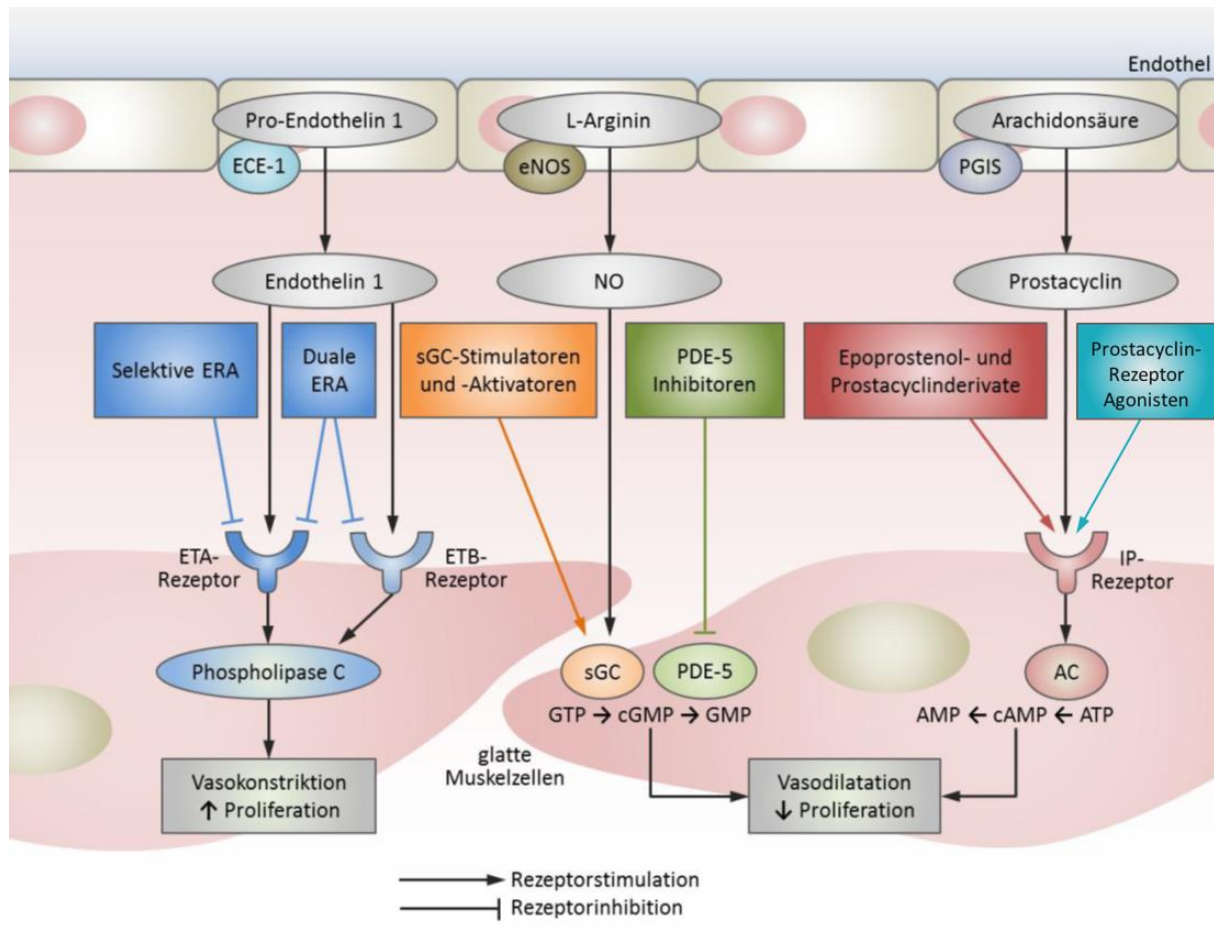 Endothel
Pro-Endothelin 1
L-Arginin
Arachidonsäure
ECE-1
eNOS
PGIS
Endothelin 1
NO
Prostacyclin
Selektive ERA
Duale
ERA
sGC-Stimulatoren
und -Aktivatoren
PDE-5
Inhibitoren
Epoprostenol- und
Prostacyclinderivate
Prostacyclin-
Rezeptor
Agonisten
ETA-
Rezeptor
ETB-
Rezeptor
IP-
Rezeptor
Phospholipase C
sGC
PDE-5
AC
GTP → cGMP → GMP
AMP ← cAMP ← ATP
glatte
Muskelzellen
Vasokonstriktion
↑ Proliferation
Vasodilatation
↓ Proliferation
Rezeptorstimulation
Rezeptorinhibition